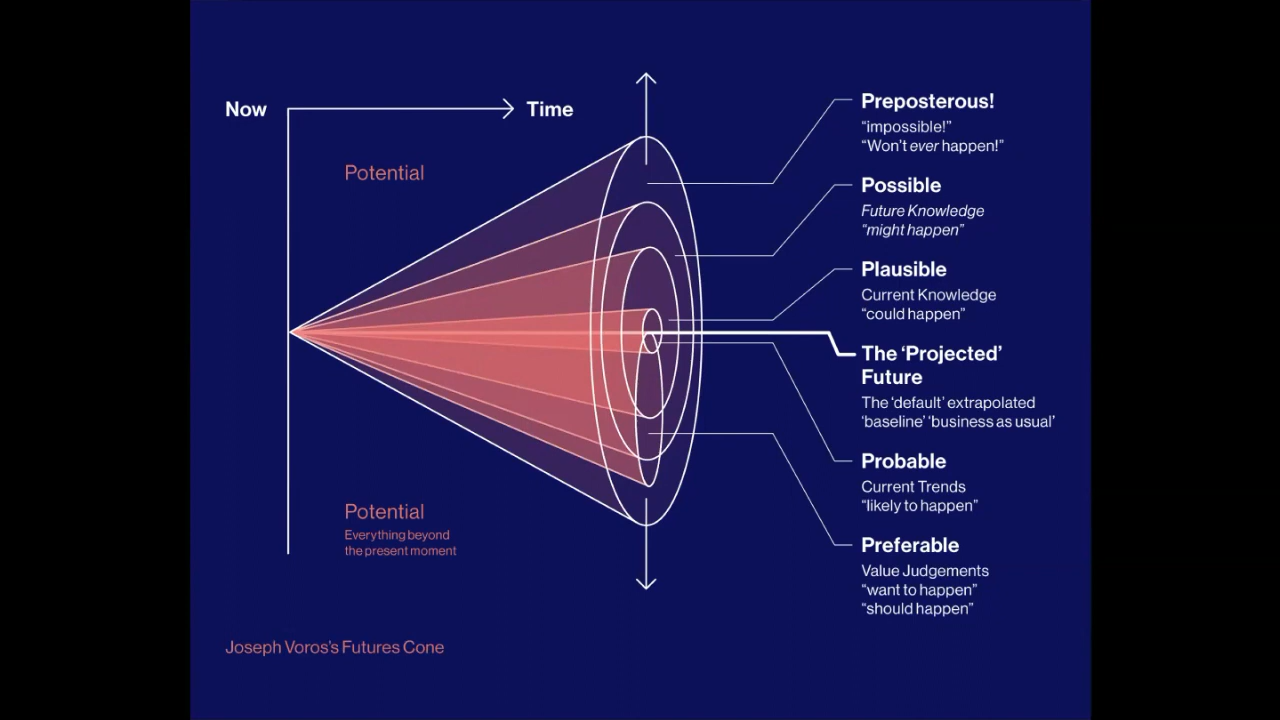 Now
Time
Potential
Preposterous!
“impossible!”
“Won’t ever happen!”
Possible
Future Knowledge
“might happen”
Plausible
Current Knowledge
“could happen”
The ‘Projected’
Future
The ‘default’ extrapolated
‘baseline’ ‘business as usual’
Probable
Current Trends
“likely to happen”
Preferable
Value Judgements
“want to happen”
“should happen”
Potential
Everything beyond
the present moment
Joseph Voros’s Futures Cone